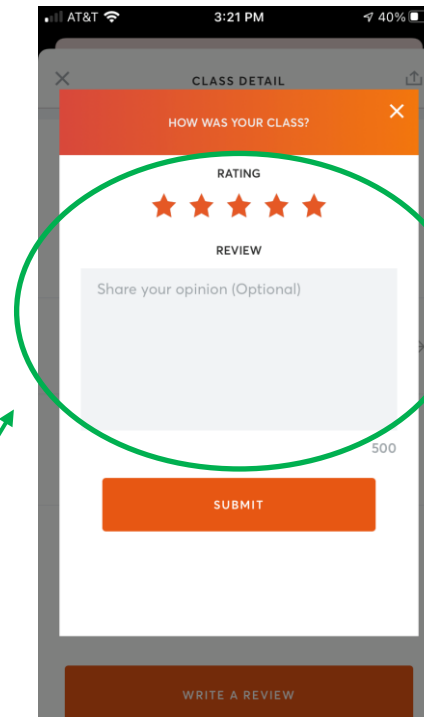 AT&T 3:21 PM 40%
CLASS DETAIL
HOW WAS YOUR CLASS?
RATING
REVIEW
Share your opinion (Optional)
500
SUBMIT
WRITE A REVIEW